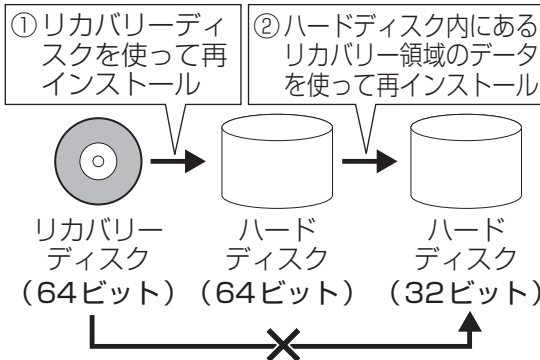 ① リカバリーディ
スクを使って再
インストール
② ハードディスク内にある
リカバリー領域のデータ
を使って再インストール
リカバリー
ディスク
(64ビット)
ハード
ディスク
(64ビット)
ハード
ディスク
(32ビット)